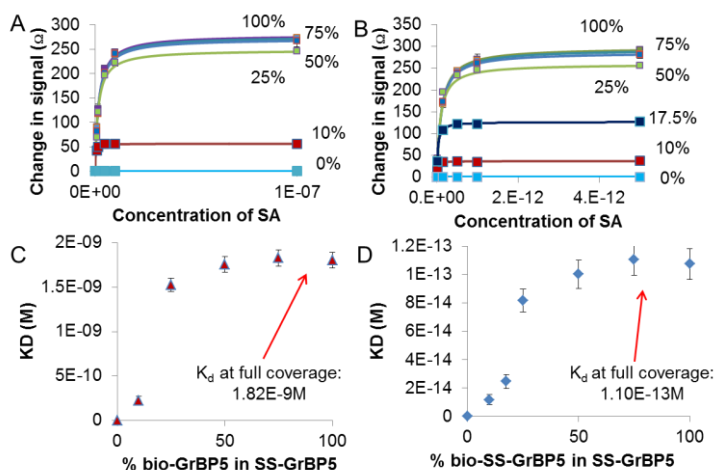 A
Change in signal (Ω)
300
250
200
150
100
50
0
100%
75%
50%
25%
10%
0%
0E+00
1E-07
Concentration of SA
B
Change in signal (Ω)
350
300
250
200
150
100
50
0
100%
75%
50%
25%
17.5%
10%
0%
0.E+00
2.E-12
4.E-12
Concentration of SA
C
KD (M)
2E-09
1.5E-09
1E-09
5E-10
0
Kd at full coverage:
1.82E-9M
0
50
100
% bio-GrBP5 in SS-GrBP5
D
KD (M)
1.2E-13
1E-13
8E-14
6E-14
4E-14
2E-14
0
Kd at full coverage:
1.10E-13M
0
50
100
% bio-SS-GrBP5 in SS-GrBP5